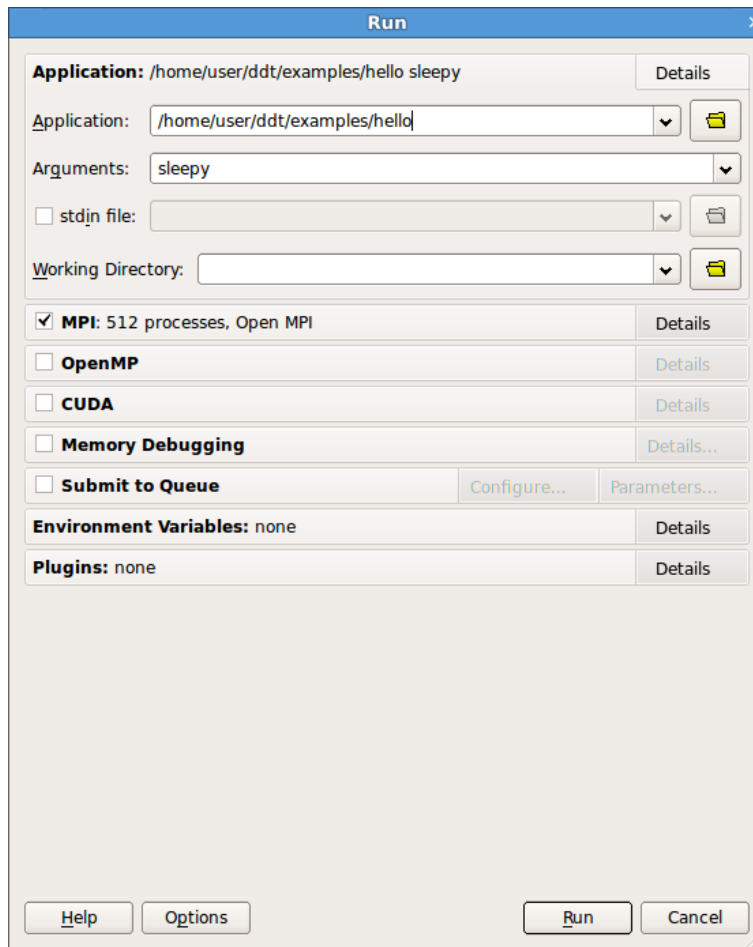 Run
Application: /home/user/ddt/examples/hello sleepy Details
Application: /home/user/ddt/examples/hello
Arguments: sleepy
stdin file:
Working Directory:
MPI: 512 processes, Open MPI Details
OpenMP Details
CUDA Details
Memory Debugging Details...
Submit to Queue Configure... Parameters...
Environment Variables: none Details
Plugins: none Details
Help Options Run Cancel